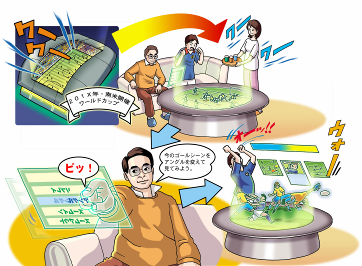 ワー
ワー
201X年・南米開催
ワールドカップ
ワー
ワー
今のゴールシーンを
アングルを変えて
見てみよう。
ピッ！
ウォー